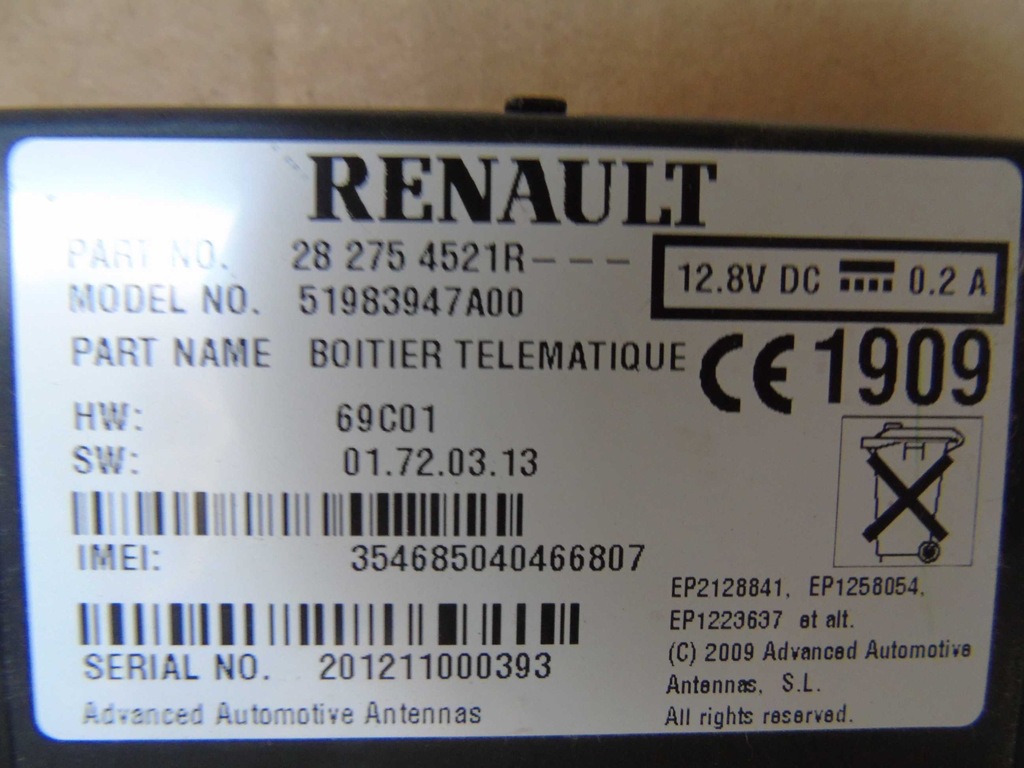 RENAULT
PART NO. 28 275 4521R---
12.8V DC 0.2 A
MODEL NO. 51983947A00
PART NAME BOITIER TELEMATIQUE
CE 1909
HW: 69C01
SW: 01.72.03.13
IMEI: 354685040466807
EP2128841, EP1258054,
EP1223637 et alt.
(C) 2009 Advanced Automotive
Antennas, S.L.
All rights reserved.
SERIAL NO. 201211000393
Advanced Automotive Antennas